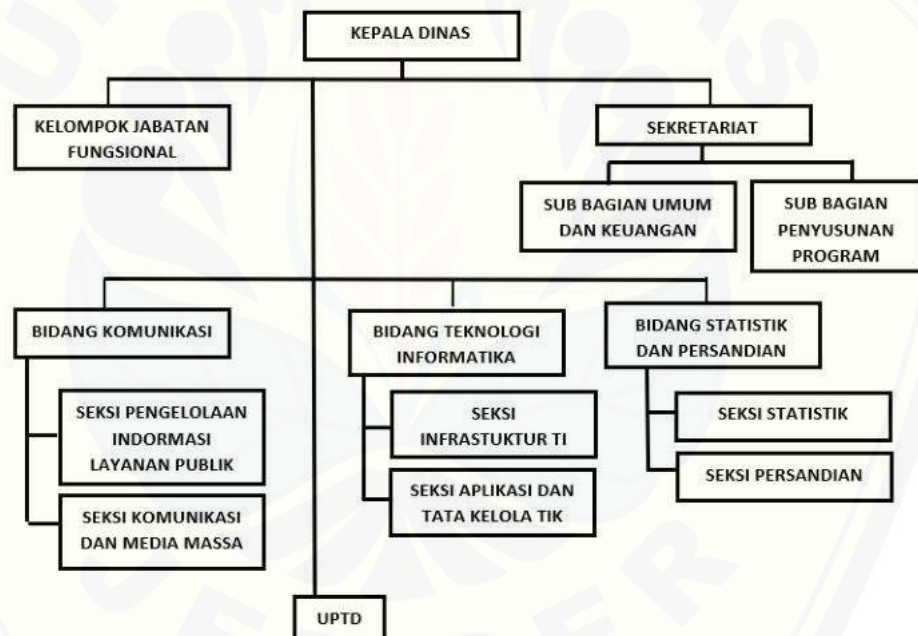 KEPALA DINAS
KELOMPOK JABATAN
FUNGSIONAL
SEKRETARIAT
SUB BAGIAN UMUM
DAN KEUANGAN
SUB BAGIAN
PENYUSUNAN
PROGRAM
BIDANG KOMUNIKASI
BIDANG TEKNOLOGI
INFORMATIKA
BIDANG STATISTIK
DAN PERSANDIAN
SEKSI PENGELOLAAN
INDORMASI
LAYANAN PUBLIK
SEKSI KOMUNIKASI
DAN MEDIA MASSA
SEKSI
INFRASTUKTUR TI
SEKSI APLIKASI DAN
TATA KELOLA TIK
SEKSI STATISTIK
SEKSI PERSANDIAN
UPTD